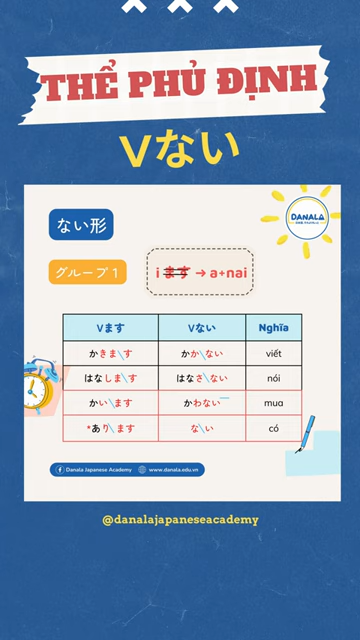 THỂ PHỦ ĐỊNH
Vない
DANALA
ない形
グループ 1
i ます → a+nai
Vます Vない Nghĩa
かきます かかない viết
はなします はなさない nói
かいます かわない mua
*あります ない có
Danala Japanese Academy www.danala.edu.vn
@danalajapaneseacademy